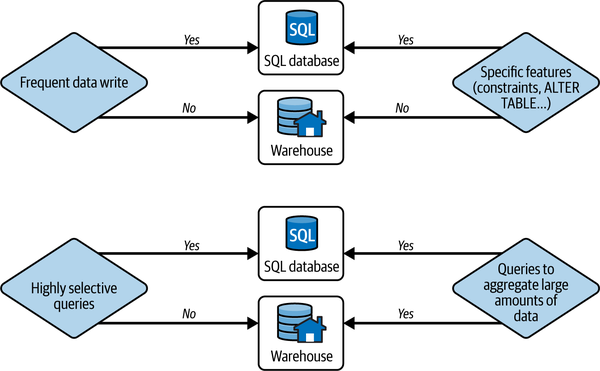 Yes
Yes
SQL
SQL database
Frequent data write
Specific features
(constraints, ALTER
TABLE...)
No
No
Warehouse
Yes
Yes
SQL
SQL database
Highly selective
queries
Queries to
aggregate large
amounts of
data
No
Yes
Warehouse